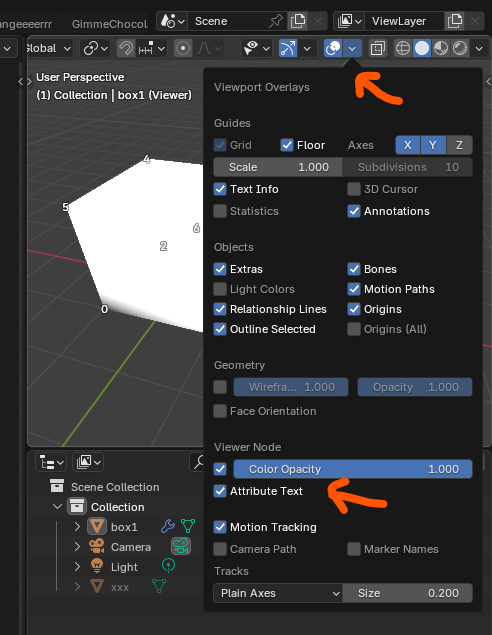 angeeeerrr GimmeChocol Scene ViewLayer
Global
User Perspective
(1) Collection | box1 (Viewer)
4
5
6
2
0
Viewport Overlays
Guides
Grid Floor Axes X Y Z
Scale 1.000 Subdivisions 10
Text Info 3D Cursor
Statistics Annotations
Objects
Extras Bones
Light Colors Motion Paths
Relationship Lines Origins
Outline Selected Origins (All)
Geometry
Wirefra... 1.000 Opacity 1.000
Face Orientation
Viewer Node
Color Opacity 1.000
Attribute Text
Motion Tracking
Camera Path Marker Names
Tracks
Plain Axes Size 0.200
Scene Collection
Collection
box1
Camera
Light
xxx